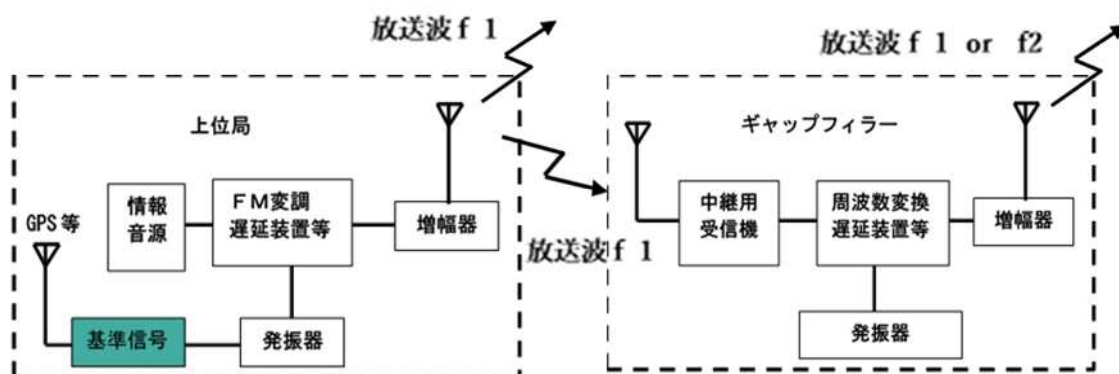 放送波ｆ１
放送波ｆ１ or f2
上位局
ギャップフィラー
GPS等
情報
音源
ＦＭ変調
遅延装置等
増幅器
放送波ｆ１
中継用
受信機
周波数変換
遅延装置等
増幅器
基準信号
発振器
発振器